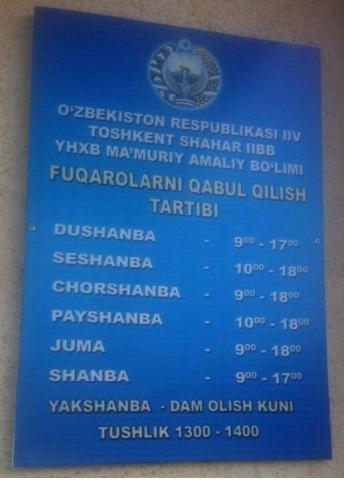 O'ZBEKISTON RESPUBLIKASI IIV
TOSHKENT SHAHAR IIBB
YHXB MA'MURIY AMALIY BO'LIMI
FUQAROLARNI QABUL QILISH
TARTIBI
DUSHANBA - 9⁰⁰ - 17⁰⁰
SESHANBA - 10⁰⁰ - 18⁰⁰
CHORSHANBA - 9⁰⁰ - 18⁰⁰
PAYSHANBA - 10⁰⁰ - 18⁰⁰
JUMA - 9⁰⁰ - 18⁰⁰
SHANBA - 9⁰⁰ - 17⁰⁰
YAKSHANBA - DAM OLISH KUNI
TUSHLIK 1300 - 1400